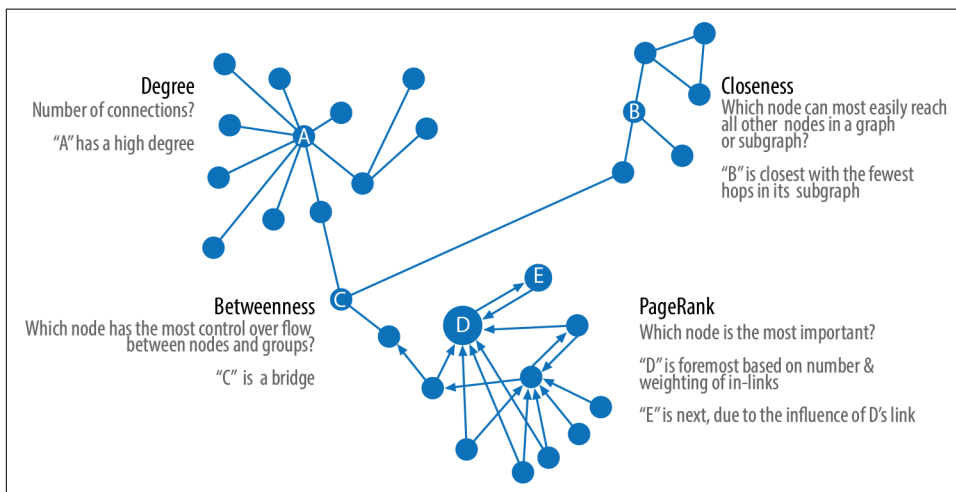 Degree
Number of connections?
“A” has a high degree
A
B
Closeness
Which node can most easily reach
all other nodes in a graph
or subgraph?
“B” is closest with the fewest
hops in its subgraph
Betweenness
Which node has the most control over flow
between nodes and groups?
“C” is a bridge
C
D
E
PageRank
Which node is the most important?
“D” is foremost based on number &
weighting of in-links
“E” is next, due to the influence of D’s link